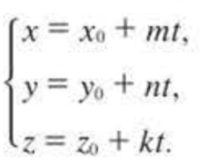 x = x₀ + mt,
y = y₀ + nt,
z = z₀ + kt.